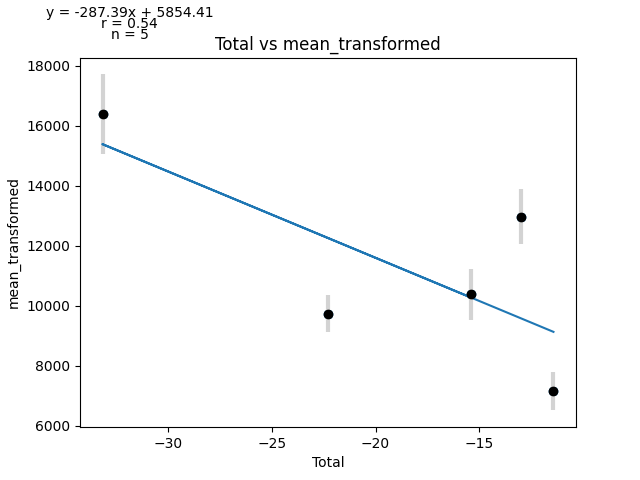 y = -287.39x + 5854.41
r = 0.54
n = 5
Total vs mean_transformed
18000
16000
14000
12000
10000
8000
6000
mean_transformed
−30
−25
−20
−15
Total